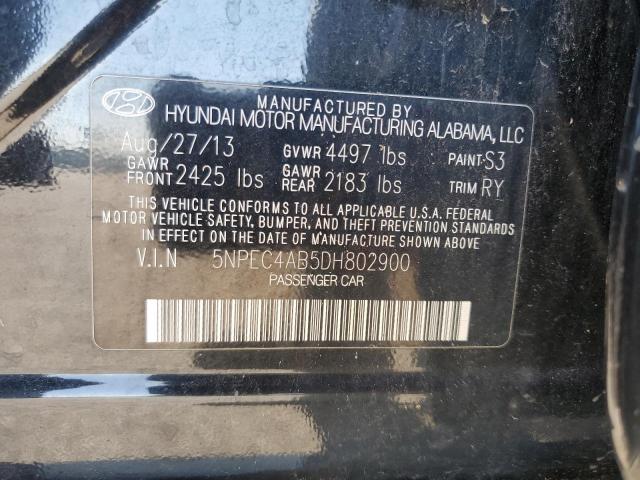 MANUFACTURED BY
HYUNDAI MOTOR MANUFACTURING ALABAMA, LLC
Aug/27/13 GVWR 4497 lbs PAINT: S3
GAWR FRONT 2425 lbs GAWR REAR 2183 lbs TRIM: RY
THIS VEHICLE CONFORMS TO ALL APPLICABLE U.S.A. FEDERAL
MOTOR VEHICLE SAFETY, BUMPER, AND THEFT PREVENTION
STANDARDS IN EFFECT ON THE DATE OF MANUFACTURE SHOWN ABOVE
V.I.N 5NPEC4AB5DH802900
PASSENGER CAR